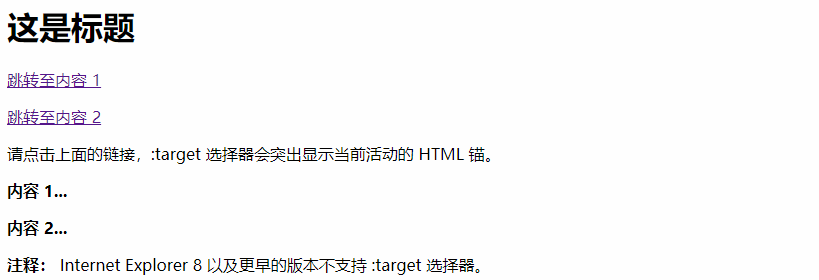 这是标题
跳转至内容 1
跳转至内容 2
请点击上面的链接，:target 选择器会突出显示当前活动的 HTML 锚。
内容 1...
内容 2...
注释： Internet Explorer 8 以及更早的版本不支持 :target 选择器。